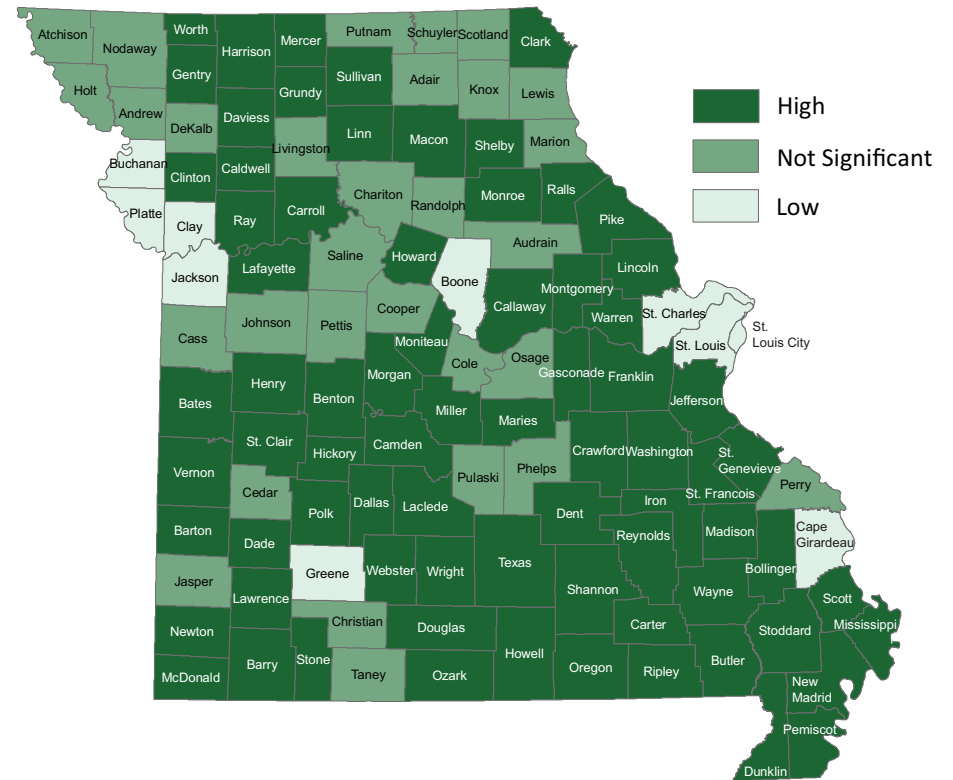 Atchison
Nodaway
Worth
Harrison
Mercer
Putnam
Schuyler
Scotland
Clark
Gentry
Sullivan
Adair
Knox
Lewis
Holt
Andrew
DeKalb
Daviess
Grundy
Livingston
Linn
Macon
Shelby
Marion
High
Not Significant
Low
Buchanan
Clinton
Caldwell
Carroll
Chariton
Randolph
Monroe
Ralls
Pike
Platte
Clay
Ray
Saline
Howard
Audrain
Jackson
Lafayette
Boone
Callaway
Montgomery
Lincoln
Warren
St. Charles
St. Louis
St.
Louis City
Cass
Johnson
Pettis
Cooper
Moniteau
Cole
Osage
Gasconade
Franklin
Jefferson
Bates
Henry
Benton
Morgan
Miller
Maries
Vernon
St. Clair
Hickory
Camden
Pulaski
Phelps
Crawford
Washington
St.
Genevieve
St. Francois
Perry
Cedar
Polk
Dallas
Laclede
Dent
Iron
Reynolds
Madison
Cape
Girardeau
Bollinger
Barton
Dade
Greene
Webster
Wright
Texas
Shannon
Wayne
Scott
Mississippi
Jasper
Lawrence
Christian
Douglas
Carter
Stoddard
Newton
McDonald
Barry
Stone
Taney
Ozark
Howell
Oregon
Ripley
Butler
New
Madrid
Pemiscot
Dunklin